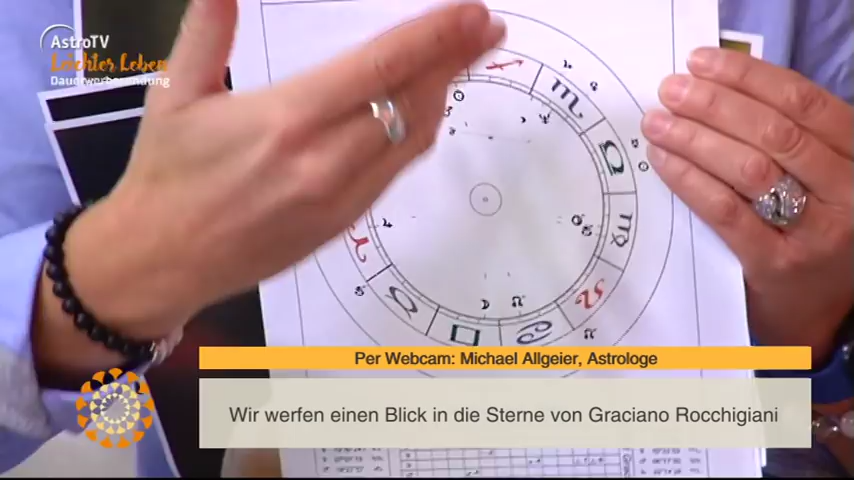 AstroTV
Leichter Leben
Dauerwerbesendung
Per Webcam: Michael Allgeier, Astrologe
Wir werfen einen Blick in die Sterne von Graciano Rocchigiani